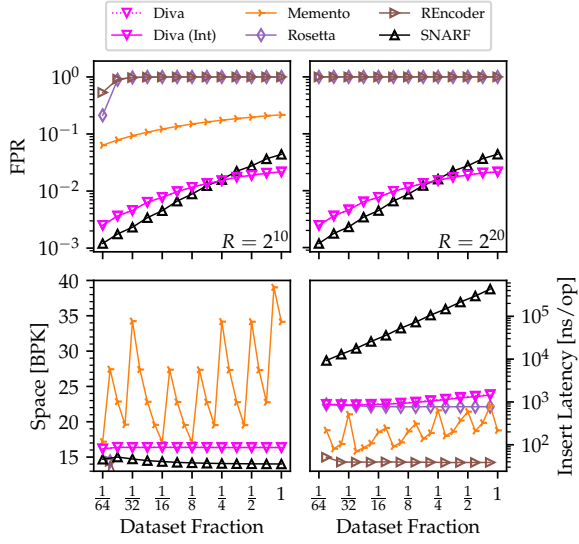 Diva
Memento
REncoder
Diva (Int)
Rosetta
SNARF
FPR
10^0
10^−1
10^−2
10^−3
R = 2^10
R = 2^20
Space [BPK]
40
35
30
25
20
15
Insert Latency [ns/op]
10^5
10^4
10^3
10^2
1/64 1/32 1/16 1/8 1/4 1/2 1
1/64 1/32 1/16 1/8 1/4 1/2 1
Dataset Fraction
Dataset Fraction